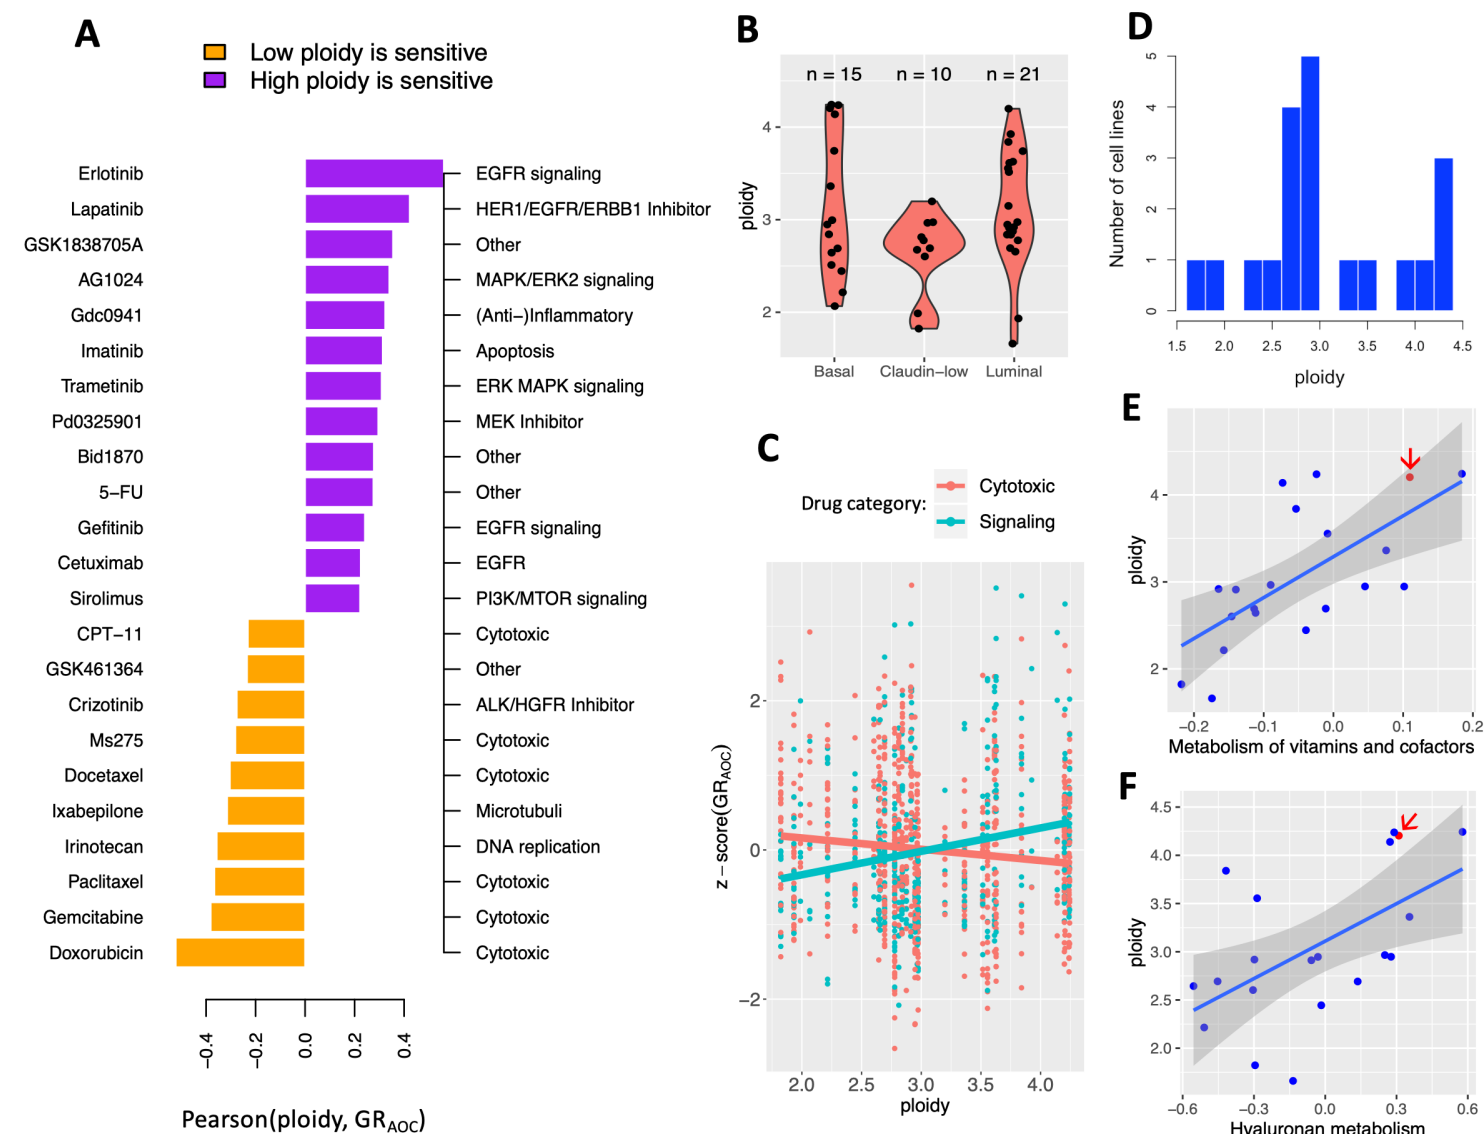 A
Low ploidy is sensitive
High ploidy is sensitive
Erlotinib EGFR signaling
Lapatinib HER1/EGFR/ERBB1 Inhibitor
GSK1838705A Other
AG1024 MAPK/ERK2 signaling
Gdc0941 (Anti−)Inflammatory
Imatinib Apoptosis
Trametinib ERK MAPK signaling
Pd0325901 MEK Inhibitor
Bid1870 Other
5−FU Other
Gefitinib EGFR signaling
Cetuximab EGFR
Sirolimus PI3K/MTOR signaling
CPT−11 Cytotoxic
GSK461364 Other
Crizotinib ALK/HGFR Inhibitor
Ms275 Cytotoxic
Docetaxel Cytotoxic
Ixabepilone Microtubuli
Irinotecan DNA replication
Paclitaxel Cytotoxic
Gemcitabine Cytotoxic
Doxorubicin Cytotoxic
−0.4 −0.2 0.0 0.2 0.4
Pearson(ploidy, GRAOC)
B
n = 15 n = 10 n = 21
4
3
2
ploidy
Basal Claudin−low Luminal
C
Drug category:
Cytotoxic
Signaling
2
0
−2
z − score(GRAOC)
2.0 2.5 3.0 3.5 4.0
ploidy
D
5
4
3
2
1
0
Number of cell lines
1.5 2.0 2.5 3.0 3.5 4.0 4.5
ploidy
E
4
3
2
ploidy
−0.2 −0.1 0.0 0.1 0.2
Metabolism of vitamins and cofactors
F
4.5
4.0
3.5
3.0
2.5
2.0
ploidy
−0.6 −0.3 0.0 0.3 0.6
Hyaluronan metabolism